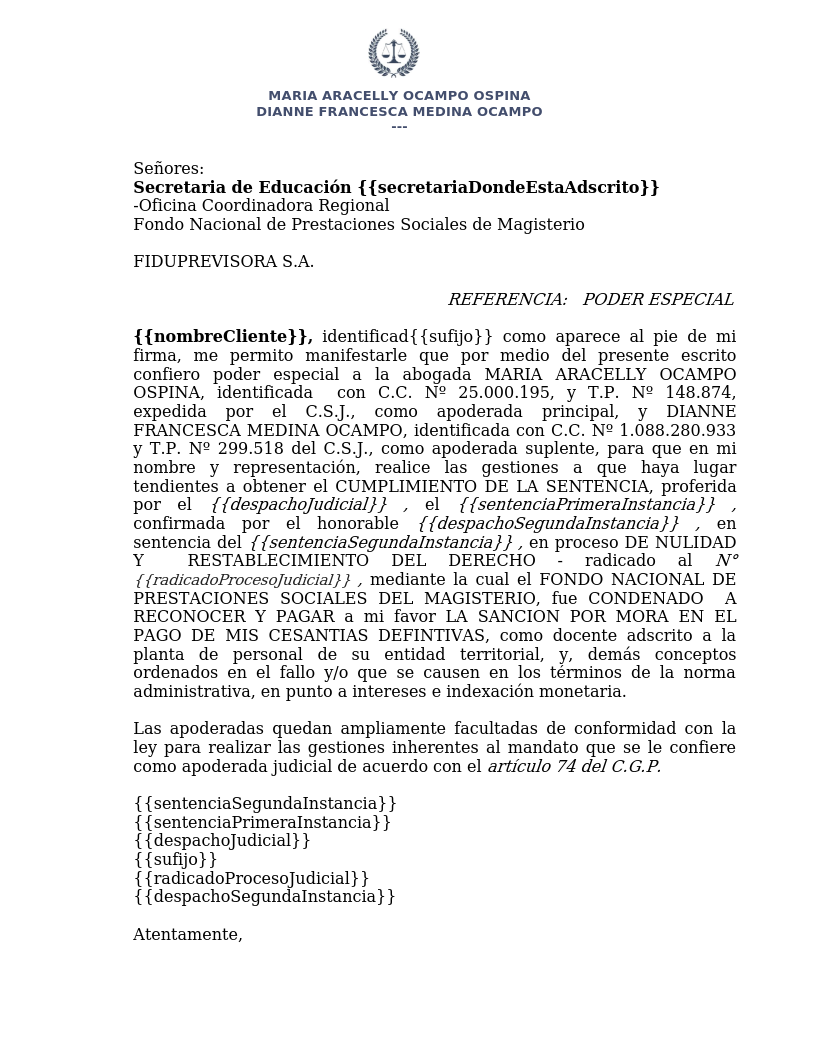 MARIA ARACELLY OCAMPO OSPINA
DIANNE FRANCESCA MEDINA OCAMPO
---
Señores:
Secretaria de Educación {{secretariaDondeEstaAdscrito}}
-Oficina Coordinadora Regional
Fondo Nacional de Prestaciones Sociales de Magisterio
FIDUPREVISORA S.A.
REFERENCIA: PODER ESPECIAL
{{nombreCliente}}, identificad{{sufijo}} como aparece al pie de mi
firma, me permito manifestarle que por medio del presente escrito
confiero poder especial a la abogada MARIA ARACELLY OCAMPO
OSPINA, identificada con C.C. Nº 25.000.195, y T.P. Nº 148.874,
expedida por el C.S.J., como apoderada principal, y DIANNE
FRANCESCA MEDINA OCAMPO, identificada con C.C. Nº 1.088.280.933
y T.P. Nº 299.518 del C.S.J., como apoderada suplente, para que en mi
nombre y representación, realice las gestiones a que haya lugar
tendientes a obtener el CUMPLIMIENTO DE LA SENTENCIA, proferida
por el {{despachoJudicial}} , el {{sentenciaPrimeraInstancia}} ,
confirmada por el honorable {{despachoSegundaInstancia}} , en
sentencia del {{sentenciaSegundaInstancia}} , en proceso DE NULIDAD
Y RESTABLECIMIENTO DEL DERECHO - radicado al N°
{{radicadoProcesoJudicial}} , mediante la cual el FONDO NACIONAL DE
PRESTACIONES SOCIALES DEL MAGISTERIO, fue CONDENADO A
RECONOCER Y PAGAR a mi favor LA SANCION POR MORA EN EL
PAGO DE MIS CESANTIAS DEFINTIVAS, como docente adscrito a la
planta de personal de su entidad territorial, y, demás conceptos
ordenados en el fallo y/o que se causen en los términos de la norma
administrativa, en punto a intereses e indexación monetaria.
Las apoderadas quedan ampliamente facultadas de conformidad con la
ley para realizar las gestiones inherentes al mandato que se le confiere
como apoderada judicial de acuerdo con el artículo 74 del C.G.P.
{{sentenciaSegundaInstancia}}
{{sentenciaPrimeraInstancia}}
{{despachoJudicial}}
{{sufijo}}
{{radicadoProcesoJudicial}}
{{despachoSegundaInstancia}}
Atentamente,